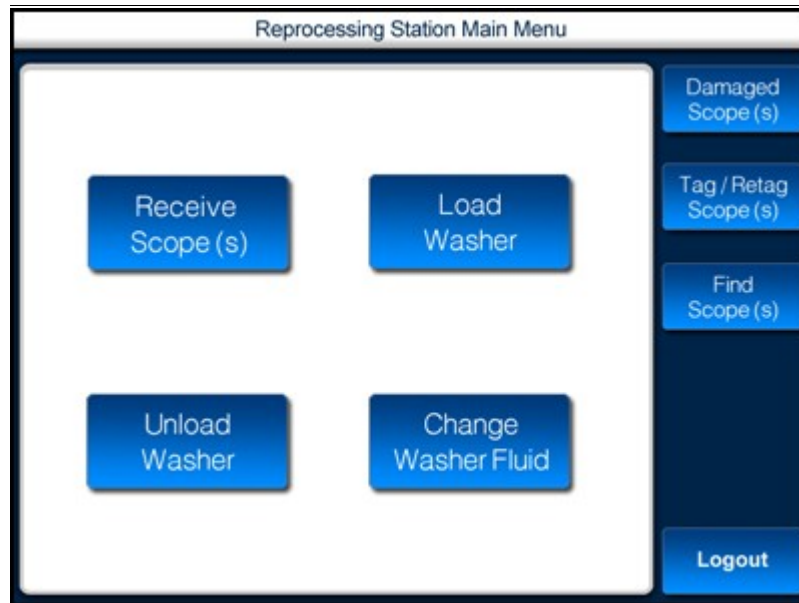 Reprocessing Station Main Menu
Receive
Scope (s)
Load
Washer
Unload
Washer
Change
Washer Fluid
Damaged
Scope (s)
Tag / Retag
Scope (s)
Find
Scope (s)
Logout